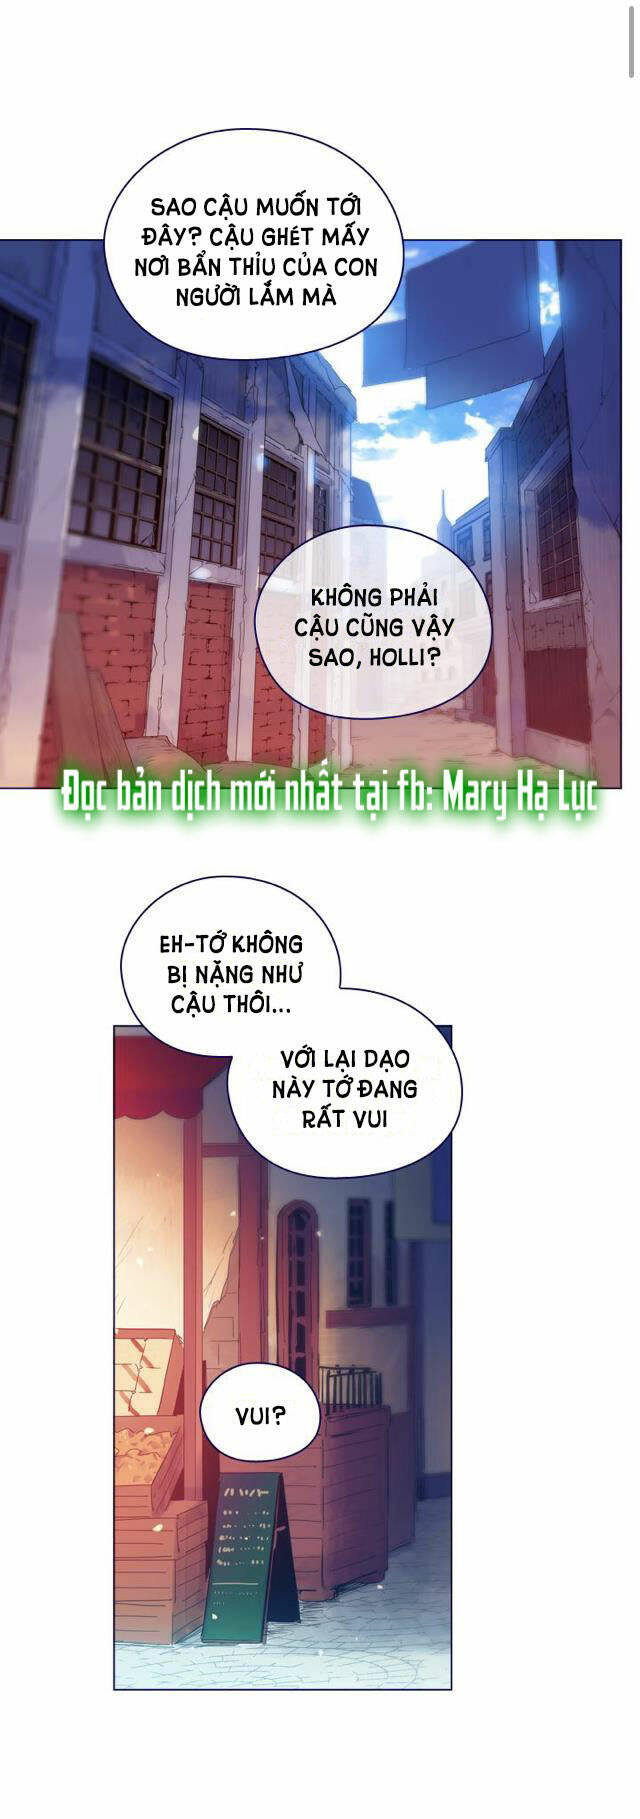 SAO CẬU MUỐN TỚI
ĐÂY? CẬU GHÉT MẤY
NƠI BẨN THỈU CỦA CON
NGƯỜI LẮM MÀ
KHÔNG PHẢI
CẬU CŨNG VẬY
SAO, HOLLI?
Đọc bản dịch mới nhất tại fb: Mary Hạ Lục
EH-TỚ KHÔNG
BỊ NẶNG NHƯ
CẬU THÔI...
VỚI LẠI DẠO
NÀY TỚ ĐANG
RẤT VUI
VUI?